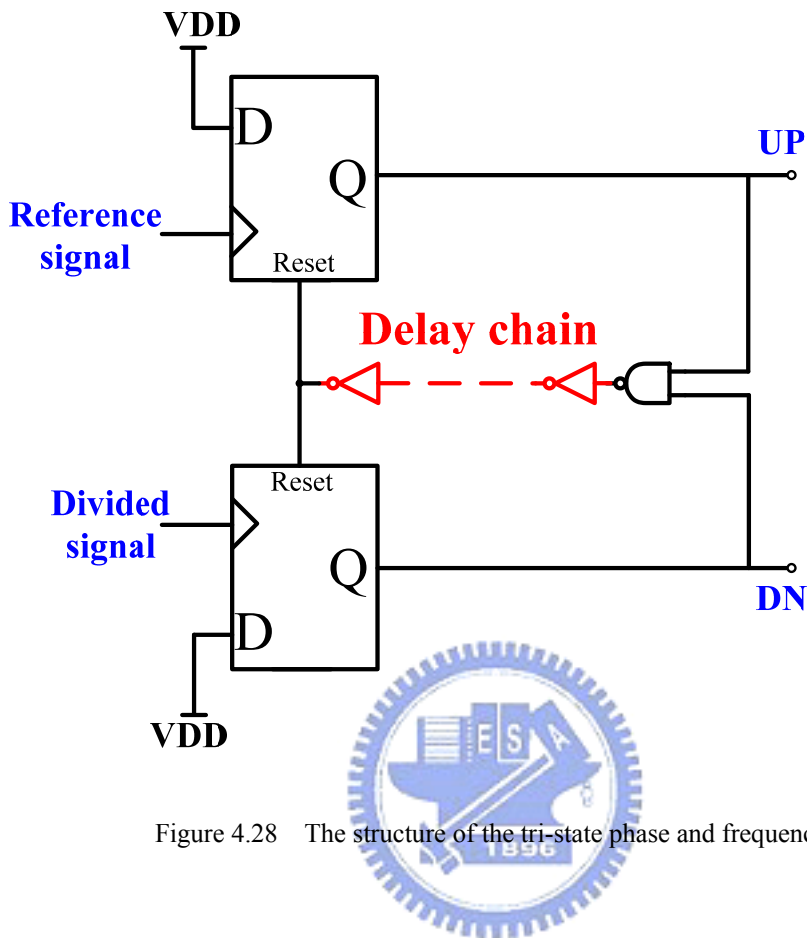 VDD
D
Q
UP
Reference
signal
Reset
Delay chain
Reset
Divided
signal
Q
D
DN
VDD
E S A
1896
Figure 4.28 The structure of the tri-state phase and frequenc